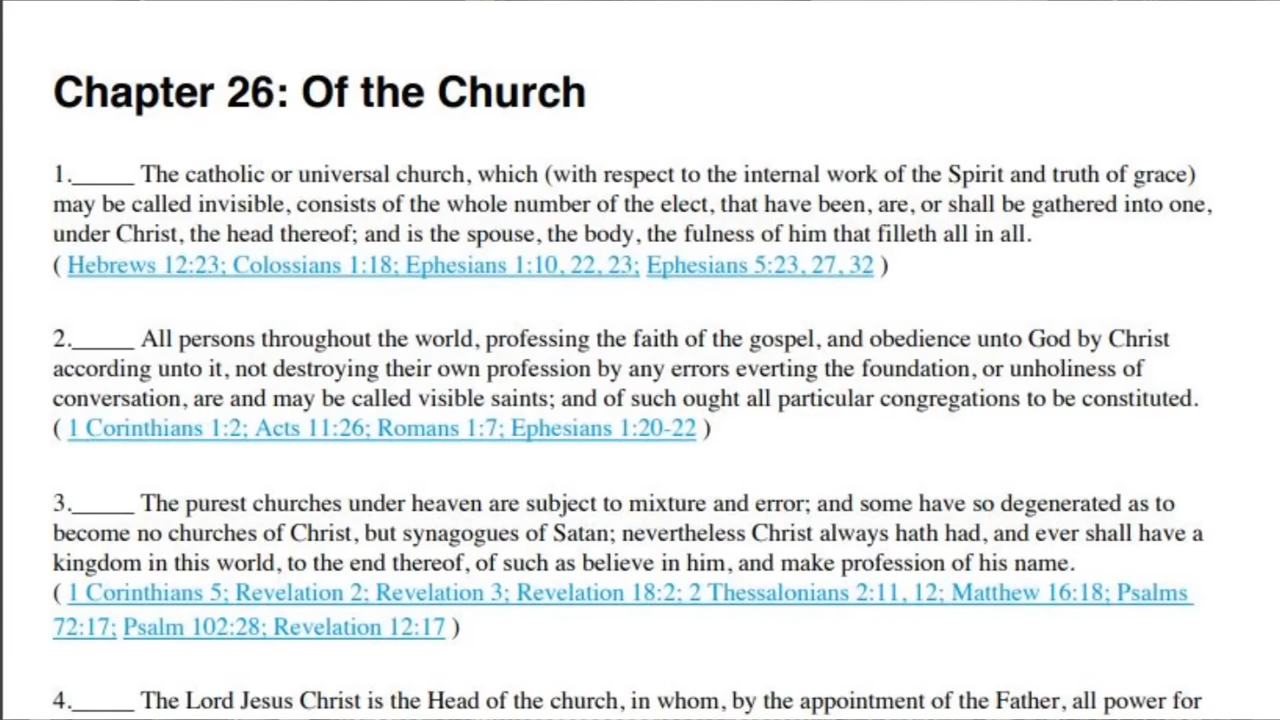 Chapter 26: Of the Church
1._____ The catholic or universal church, which (with respect to the internal work of the Spirit and truth of grace)
may be called invisible, consists of the whole number of the elect, that have been, are, or shall be gathered into one,
under Christ, the head thereof; and is the spouse, the body, the fulness of him that filleth all in all.
( Hebrews 12:23; Colossians 1:18; Ephesians 1:10, 22, 23; Ephesians 5:23, 27, 32 )
2._____ All persons throughout the world, professing the faith of the gospel, and obedience unto God by Christ
according unto it, not destroying their own profession by any errors everting the foundation, or unholiness of
conversation, are and may be called visible saints; and of such ought all particular congregations to be constituted.
( 1 Corinthians 1:2; Acts 11:26; Romans 1:7; Ephesians 1:20-22 )
3._____ The purest churches under heaven are subject to mixture and error; and some have so degenerated as to
become no churches of Christ, but synagogues of Satan; nevertheless Christ always hath had, and ever shall have a
kingdom in this world, to the end thereof, of such as believe in him, and make profession of his name.
( 1 Corinthians 5; Revelation 2; Revelation 3; Revelation 18:2; 2 Thessalonians 2:11, 12; Matthew 16:18; Psalms
72:17; Psalm 102:28; Revelation 12:17 )
4._____ The Lord Jesus Christ is the Head of the church, in whom, by the appointment of the Father, all power for